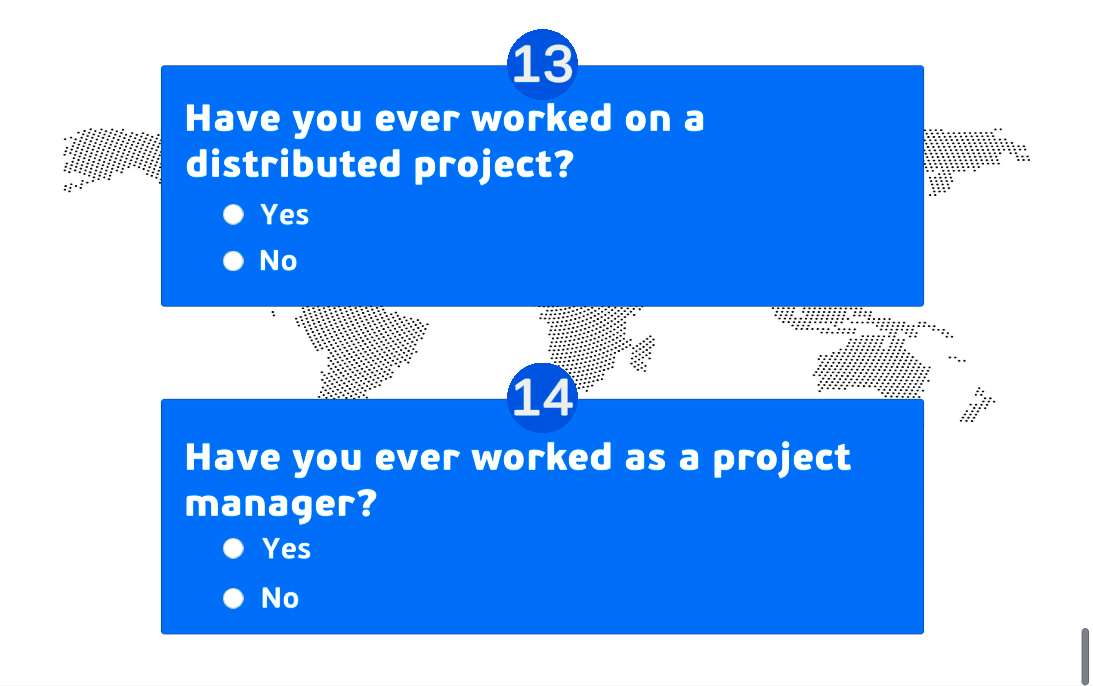 13
Have you ever worked on a
distributed project?
Yes
No
14
Have you ever worked as a project
manager?
Yes
No